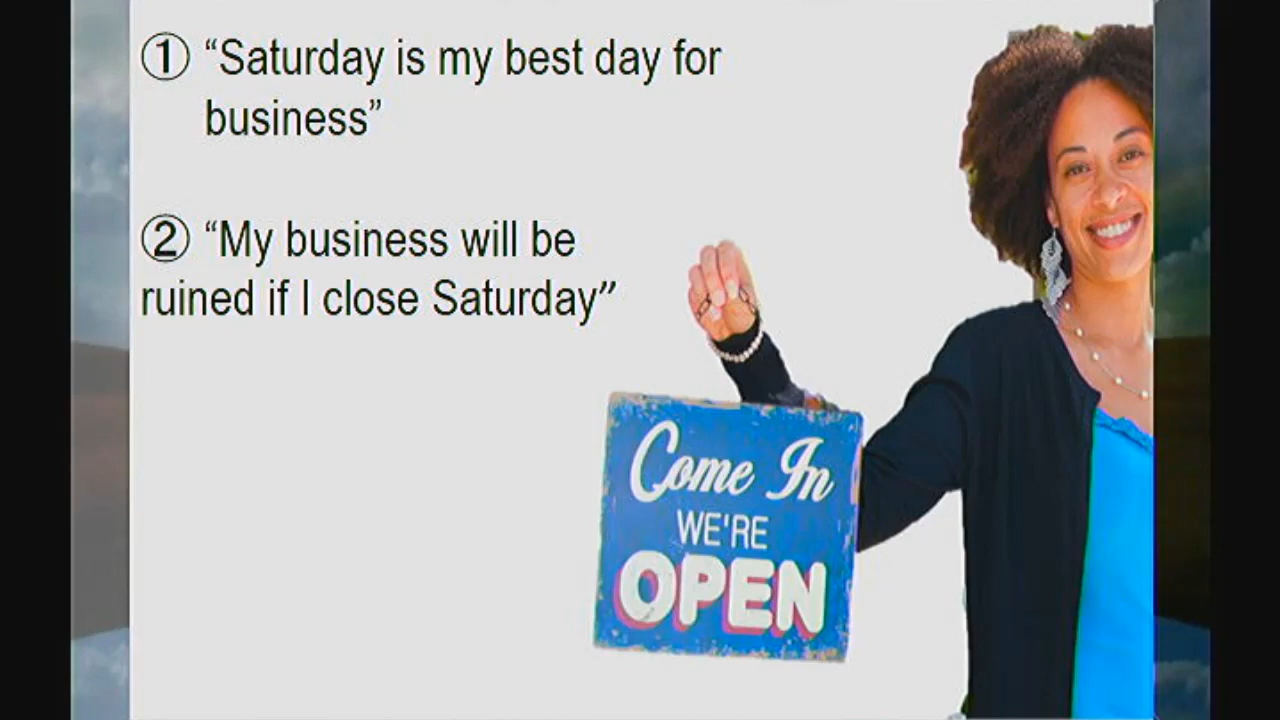 ① “Saturday is my best day for
business”
② “My business will be
ruined if I close Saturday”
Come In
WE'RE
OPEN